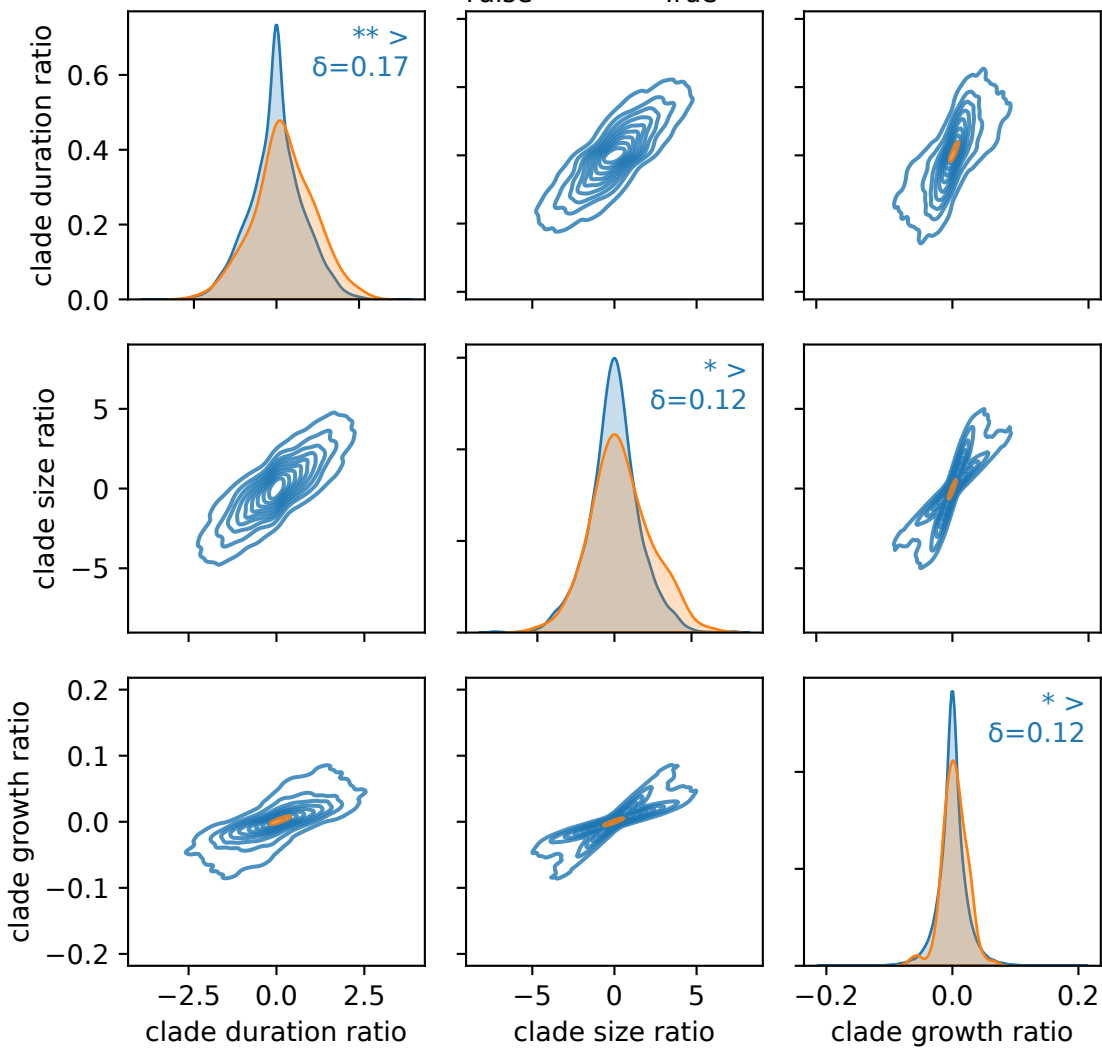 clade duration ratio
0.6
0.4
0.2
0.0
** >
δ=0.17
clade size ratio
5
0
−5
* >
δ=0.12
clade growth ratio
0.2
0.1
0.0
−0.1
−0.2
* >
δ=0.12
−2.5 0.0 2.5
−5 0 5
−0.2 0.0 0.2
clade duration ratio
clade size ratio
clade growth ratio